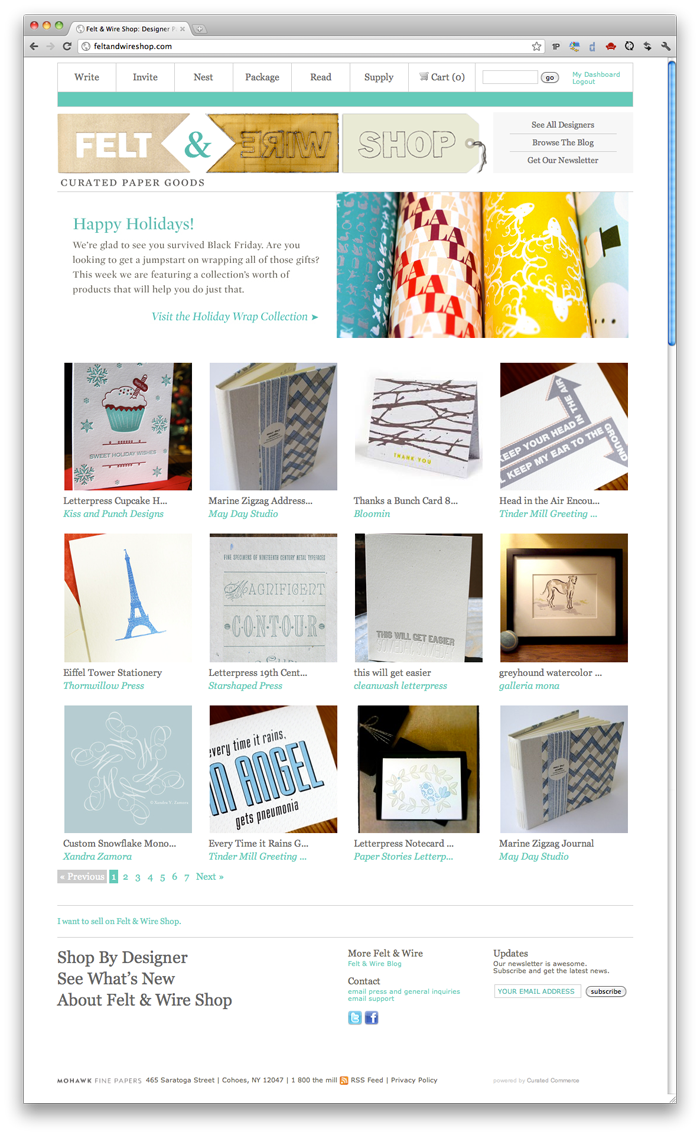 Felt & Wire Shop: Designer F
feltandwireshop.com
Write
Invite
Nest
Package
Read
Supply
Cart (0)
go
My Dashboard
Logout
FELT & WIRE SHOP
See All Designers
Browse The Blog
Get Our Newsletter
CURATED PAPER GOODS
Happy Holidays!
We're glad to see you survived Black Friday. Are you
looking to get a jumpstart on wrapping all of those gifts?
This week we are featuring a collection's worth of
products that will help you do just that.
Visit the Holiday Wrap Collection ➤
LA LA LA
SWEET HOLIDAY WISHES
THANK YOU
KEEP YOUR HEAD IN THE AIR
I'LL KEEP MY EAR TO THE GROUND
Letterpress Cupcake H...
Kiss and Punch Designs
Marine Zigzag Address...
May Day Studio
Thanks a Bunch Card 8...
Bloomin
Head in the Air Encou...
Tinder Mill Greeting ...
FINE SPECIMENS OF NINETEENTH CENTURY METAL TYPEFACES
MAGNIFICENT
CONTOUR
THIS WILL GET EASIER
Eiffel Tower Stationery
Thornwillow Press
Letterpress 19th Cent...
Starshaped Press
this will get easier
cleanwash letterpress
greyhound watercolor ...
galleria mona
every time it rains,
AN ANGEL
gets pneumonia
Custom Snowflake Mono...
Xandra Zamora
Every Time it Rains G...
Tinder Mill Greeting ...
Letterpress Notecard ...
Paper Stories Letterp...
Marine Zigzag Journal
May Day Studio
« Previous 1 2 3 4 5 6 7 Next »
I want to sell on Felt & Wire Shop.
Shop By Designer
See What's New
About Felt & Wire Shop
More Felt & Wire
Felt & Wire Blog
Contact
email press and general inquiries
email support
Updates
Our newsletter is awesome.
Subscribe and get the latest news.
YOUR EMAIL ADDRESS
subscribe
MOHAWK FINE PAPERS 465 Saratoga Street | Cohoes, NY 12047 | 1 800 the mill RSS Feed | Privacy Policy
powered by Curated Commerce